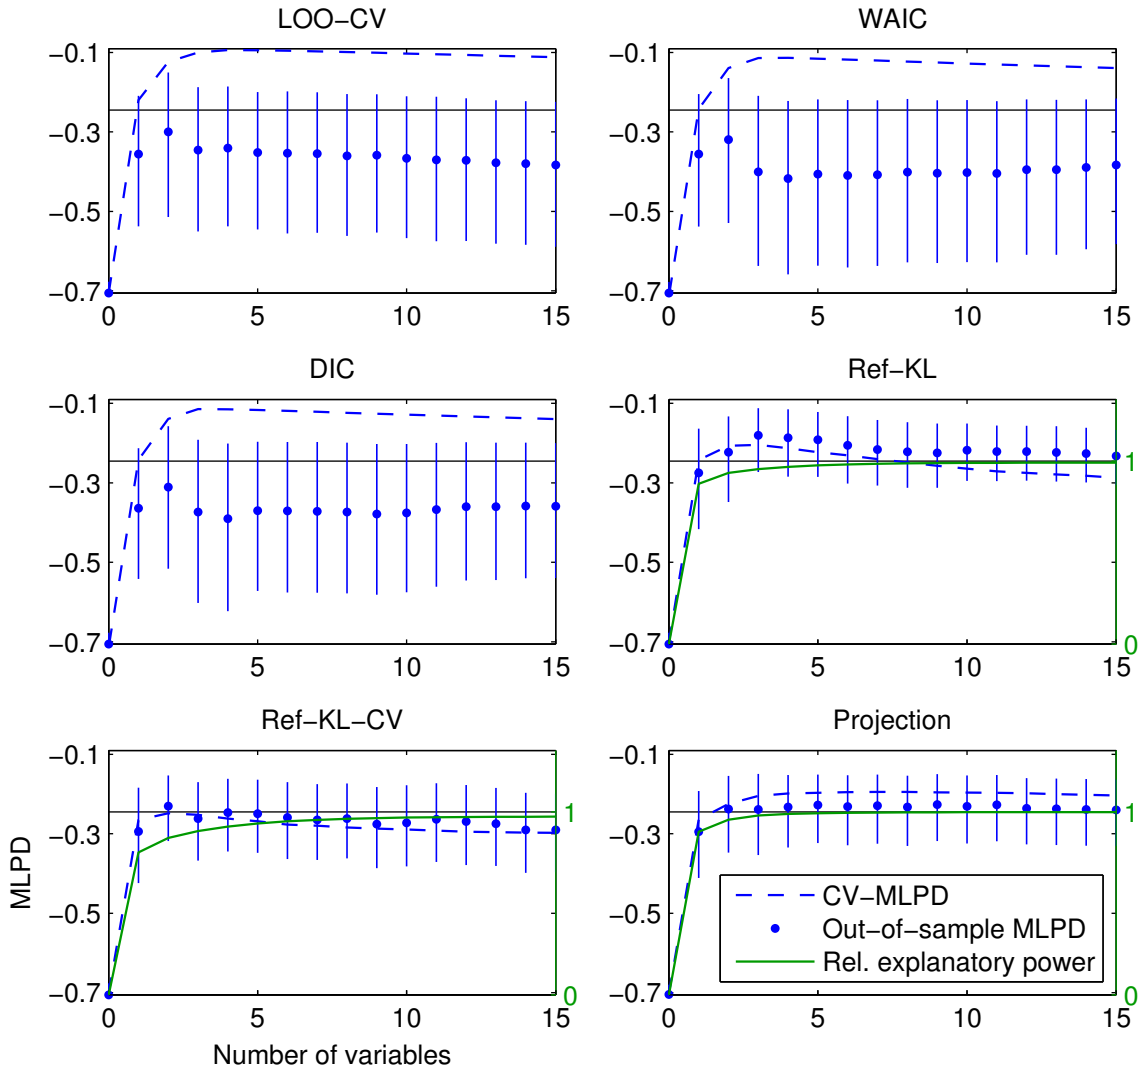 LOO−CV
−0.1
−0.3
−0.5
−0.7
0 5 10 15
WAIC
−0.1
−0.3
−0.5
−0.7
0 5 10 15
DIC
−0.1
−0.3
−0.5
−0.7
0 5 10 15
Ref−KL
−0.1
−0.3
−0.5
−0.7
1
0
0 5 10 15
Ref−KL−CV
−0.1
−0.3
−0.5
−0.7
1
0
0 5 10 15
MLPD
Number of variables
Projection
−0.1
−0.3
−0.5
−0.7
1
0
0 5 10 15
CV−MLPD
Out−of−sample MLPD
Rel. explanatory power